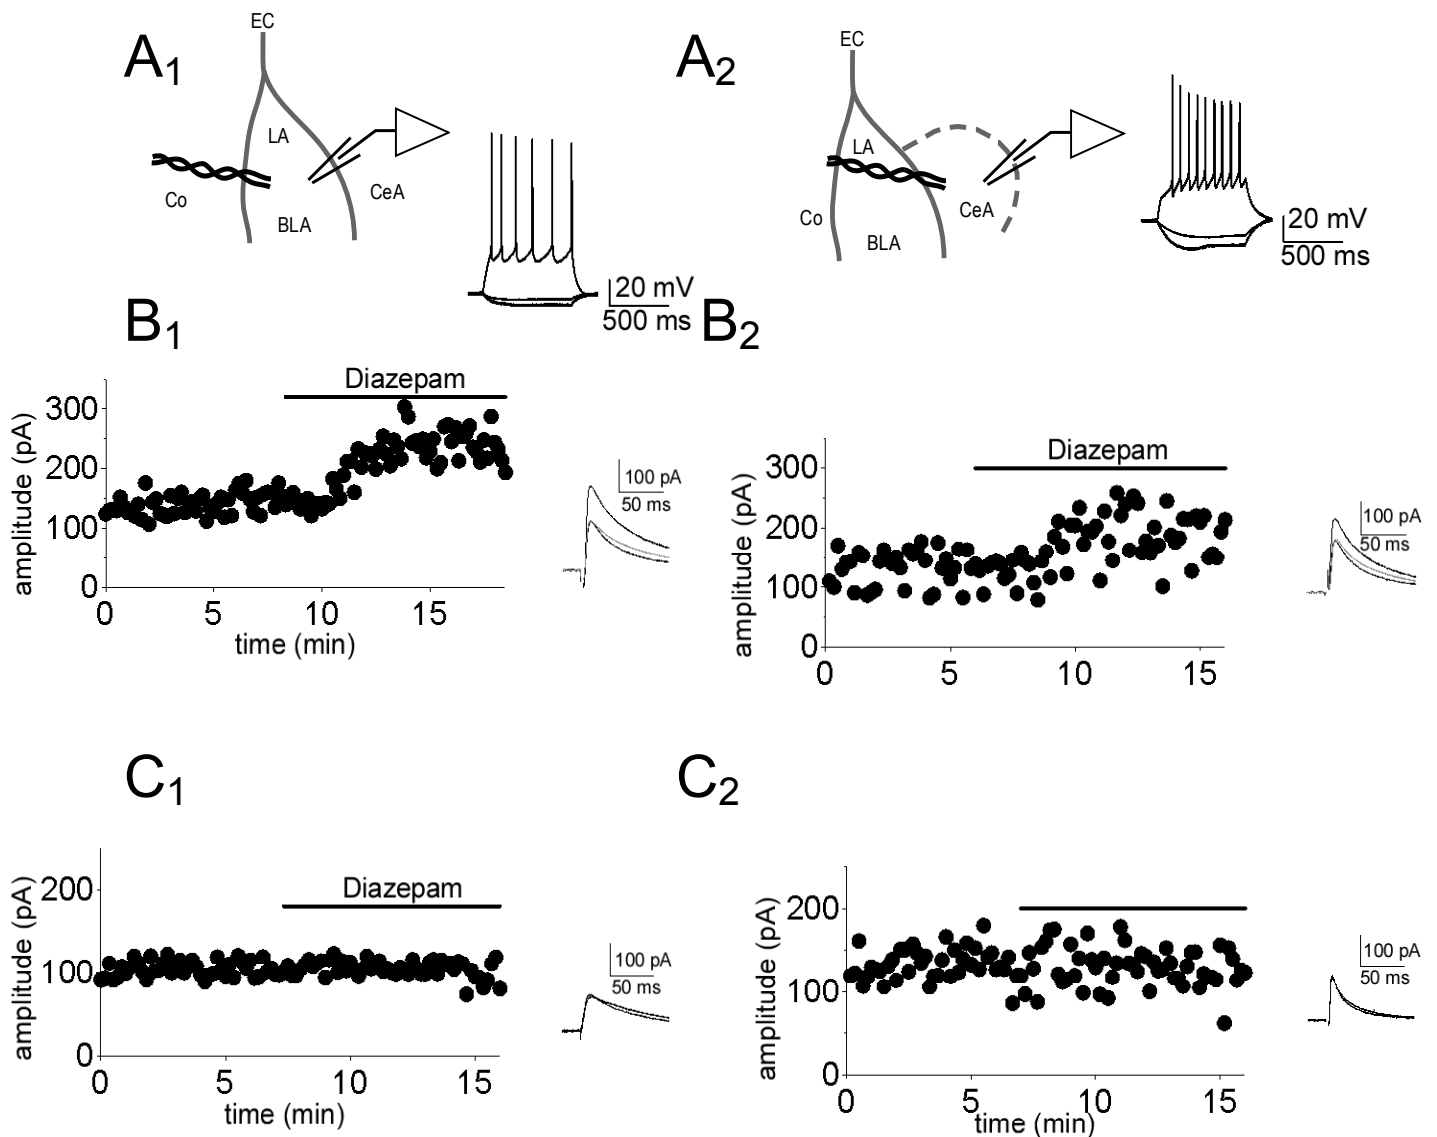 A1
EC
LA
Co
CeA
BLA
20 mV
500 ms
A2
EC
LA
Co
CeA
BLA
20 mV
500 ms
B1
Diazepam
300
200
100
0
amplitude (pA)
0 5 10 15
time (min)
100 pA
50 ms
B2
Diazepam
300
200
100
0
amplitude (pA)
0 5 10 15
100 pA
50 ms
C1
Diazepam
200
100
0
amplitude (pA)
0 5 10 15
time (min)
100 pA
50 ms
C2
200
100
0
amplitude (pA)
0 5 10 15
time (min)
100 pA
50 ms